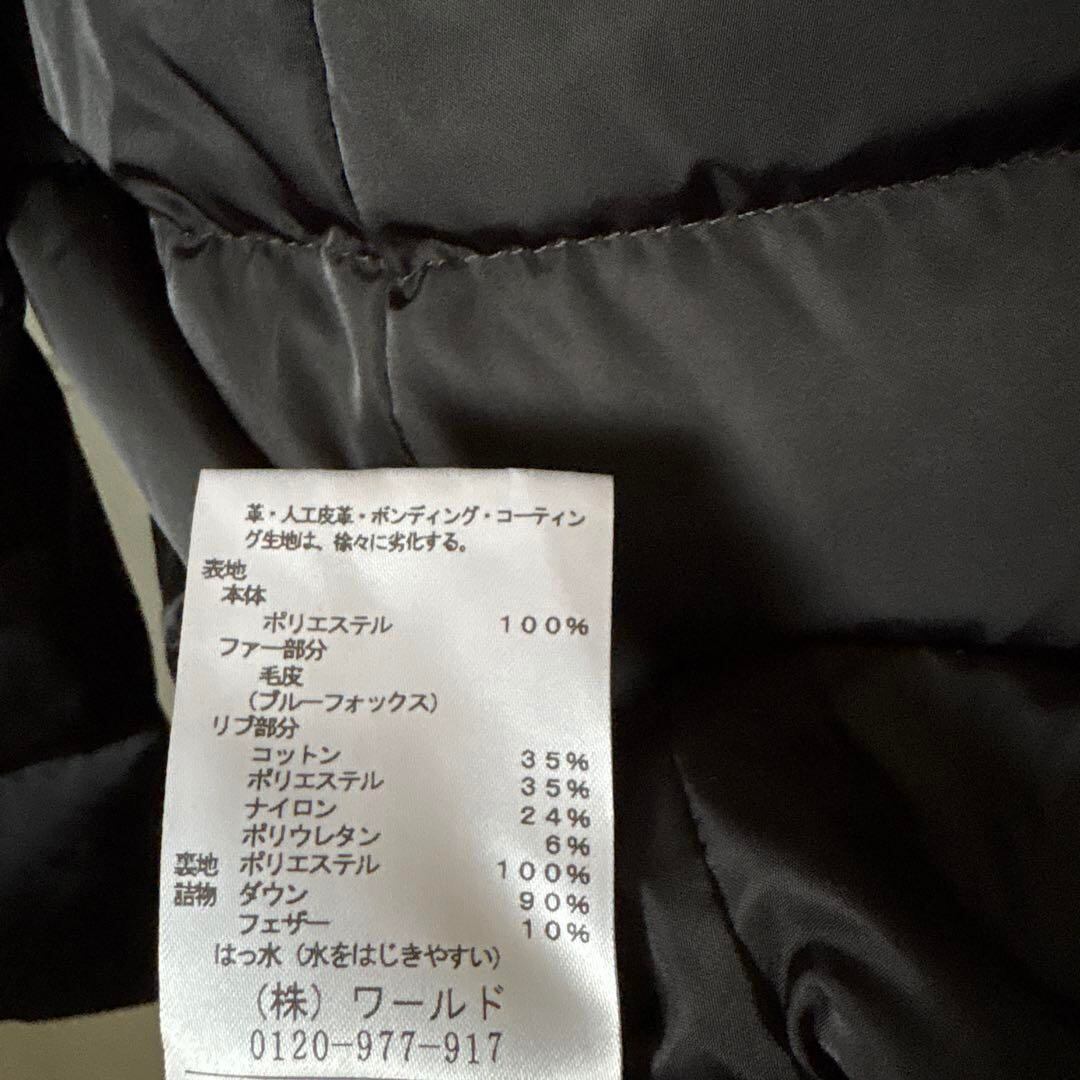 革・人工皮革・ボンディング・コーティン
グ生地は、徐々に劣化する。
表地
本体
ポリエステル 100%
ファー部分
毛皮
(ブルーフォックス)
リブ部分
コットン 35%
ポリエステル 35%
ナイロン 24%
ポリウレタン 6%
裏地 ポリエステル 100%
詰物 ダウン 90%
フェザー 10%
はっ水(水をはじきやすい)
(株) ワールド
0120-977-917